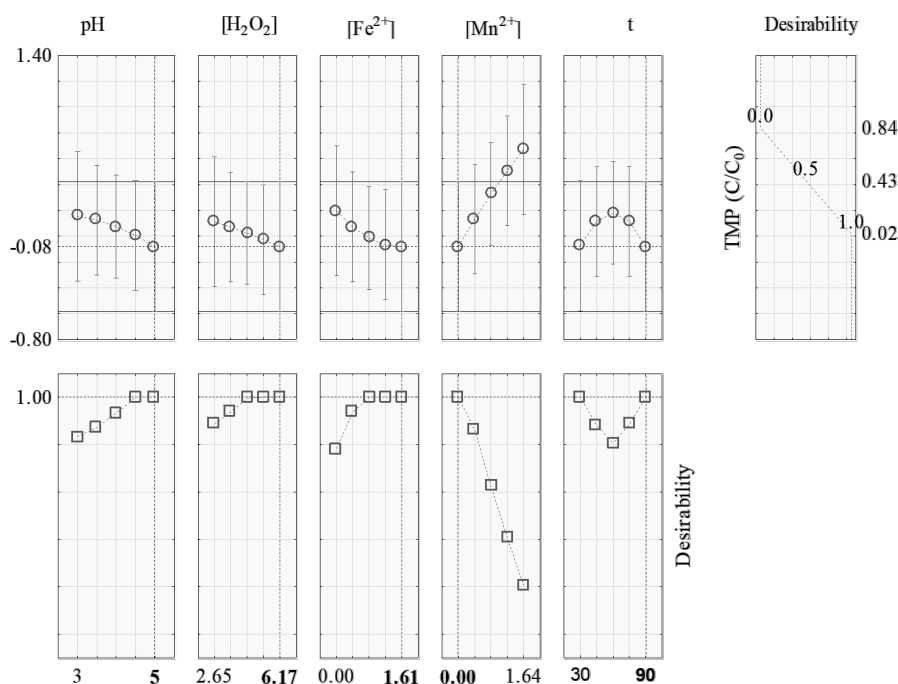 pH [H₂O₂] [Fe²⁺] [Mn²⁺] t Desirability
1.40
-0.08
-0.80
TMP (C/C₀)
0.0
0.5
1.0
0.84
0.43
0.02
1.00
Desirability
3 5 2.65 6.17 0.00 1.61 0.00 1.64 30 90